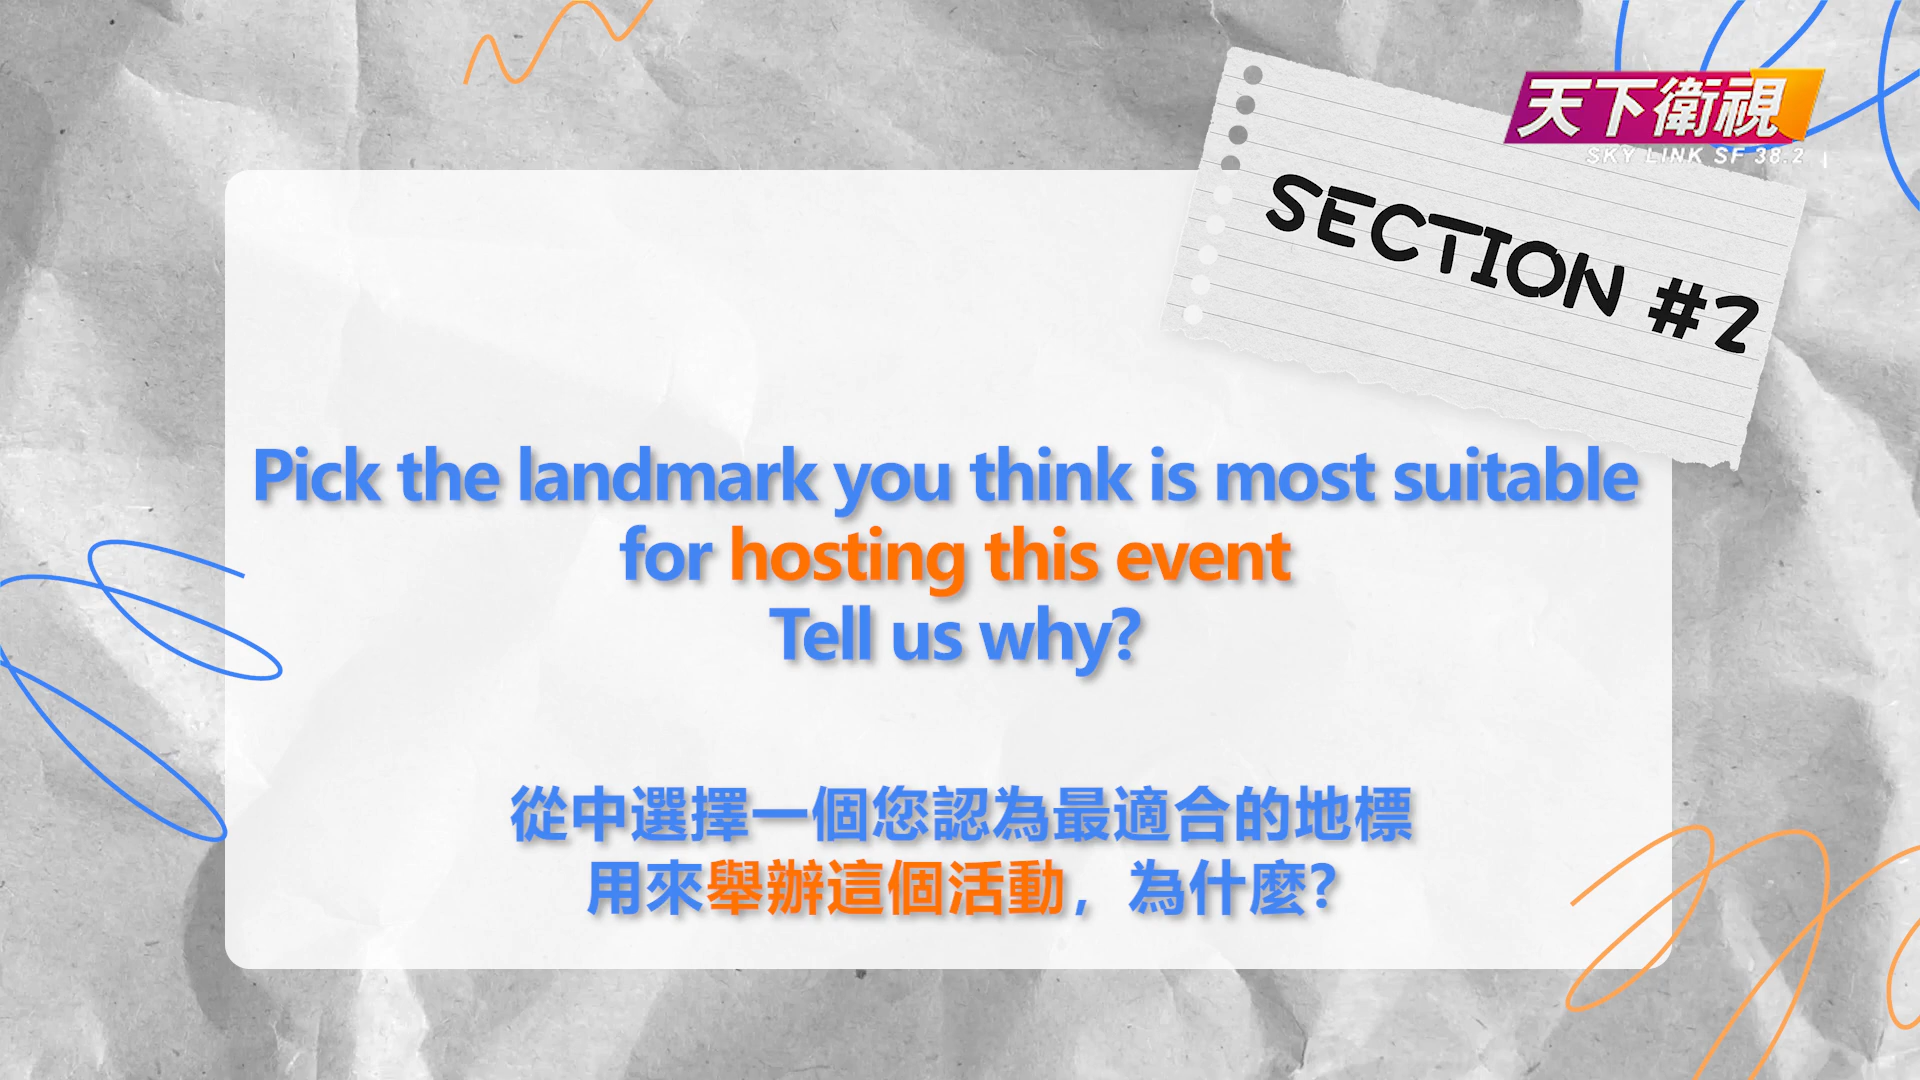 天下衛視
SKY LINK SF 38.2
SECTION #2
Pick the landmark you think is most suitable
for hosting this event
Tell us why?
從中選擇一個您認為最適合的地標
用來舉辦這個活動，為什麼?